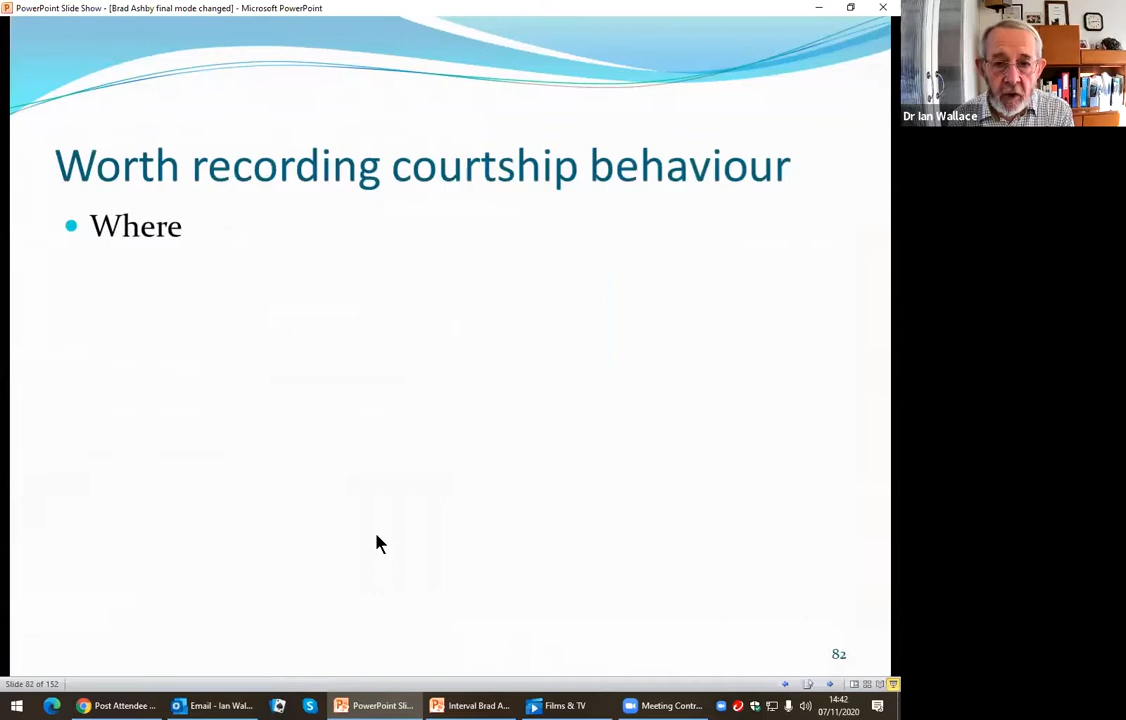 PowerPoint Slide Show - [Brad Ashby final mode changed] - Microsoft PowerPoint
Dr Ian Wallace
Worth recording courtship behaviour
Where
82
Slide 82 of 152
Post Attendee ...
Email - Ian Wal...
PowerPoint Sli...
Interval Brad A...
Films & TV
Meeting Contr...
14:42
07/11/2020